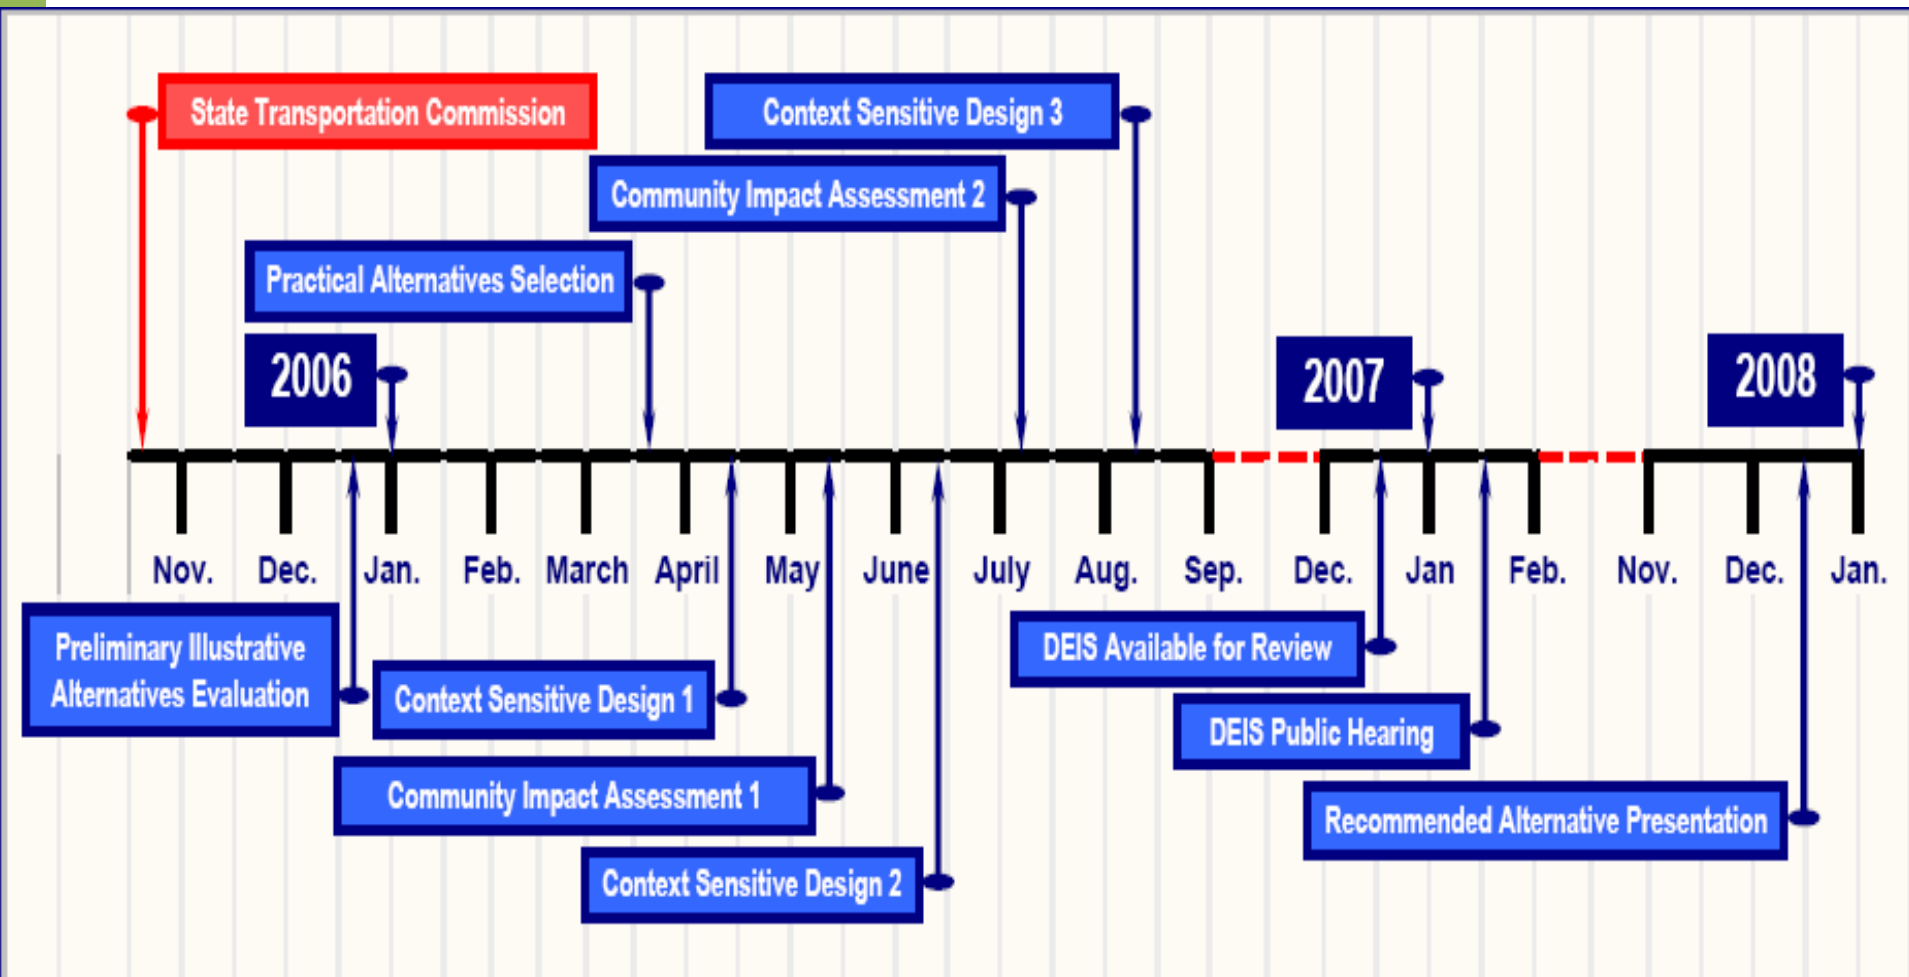 State Transportation Commission
Context Sensitive Design 3
Community Impact Assessment 2
Practical Alternatives Selection
2006
2007
2008
Nov.
Dec.
Jan.
Feb.
March
April
May
June
July
Aug.
Sep.
Dec.
Jan
Feb.
Nov.
Dec.
Jan.
Preliminary Illustrative
Alternatives Evaluation
Context Sensitive Design 1
Community Impact Assessment 1
Context Sensitive Design 2
DEIS Available for Review
DEIS Public Hearing
Recommended Alternative Presentation